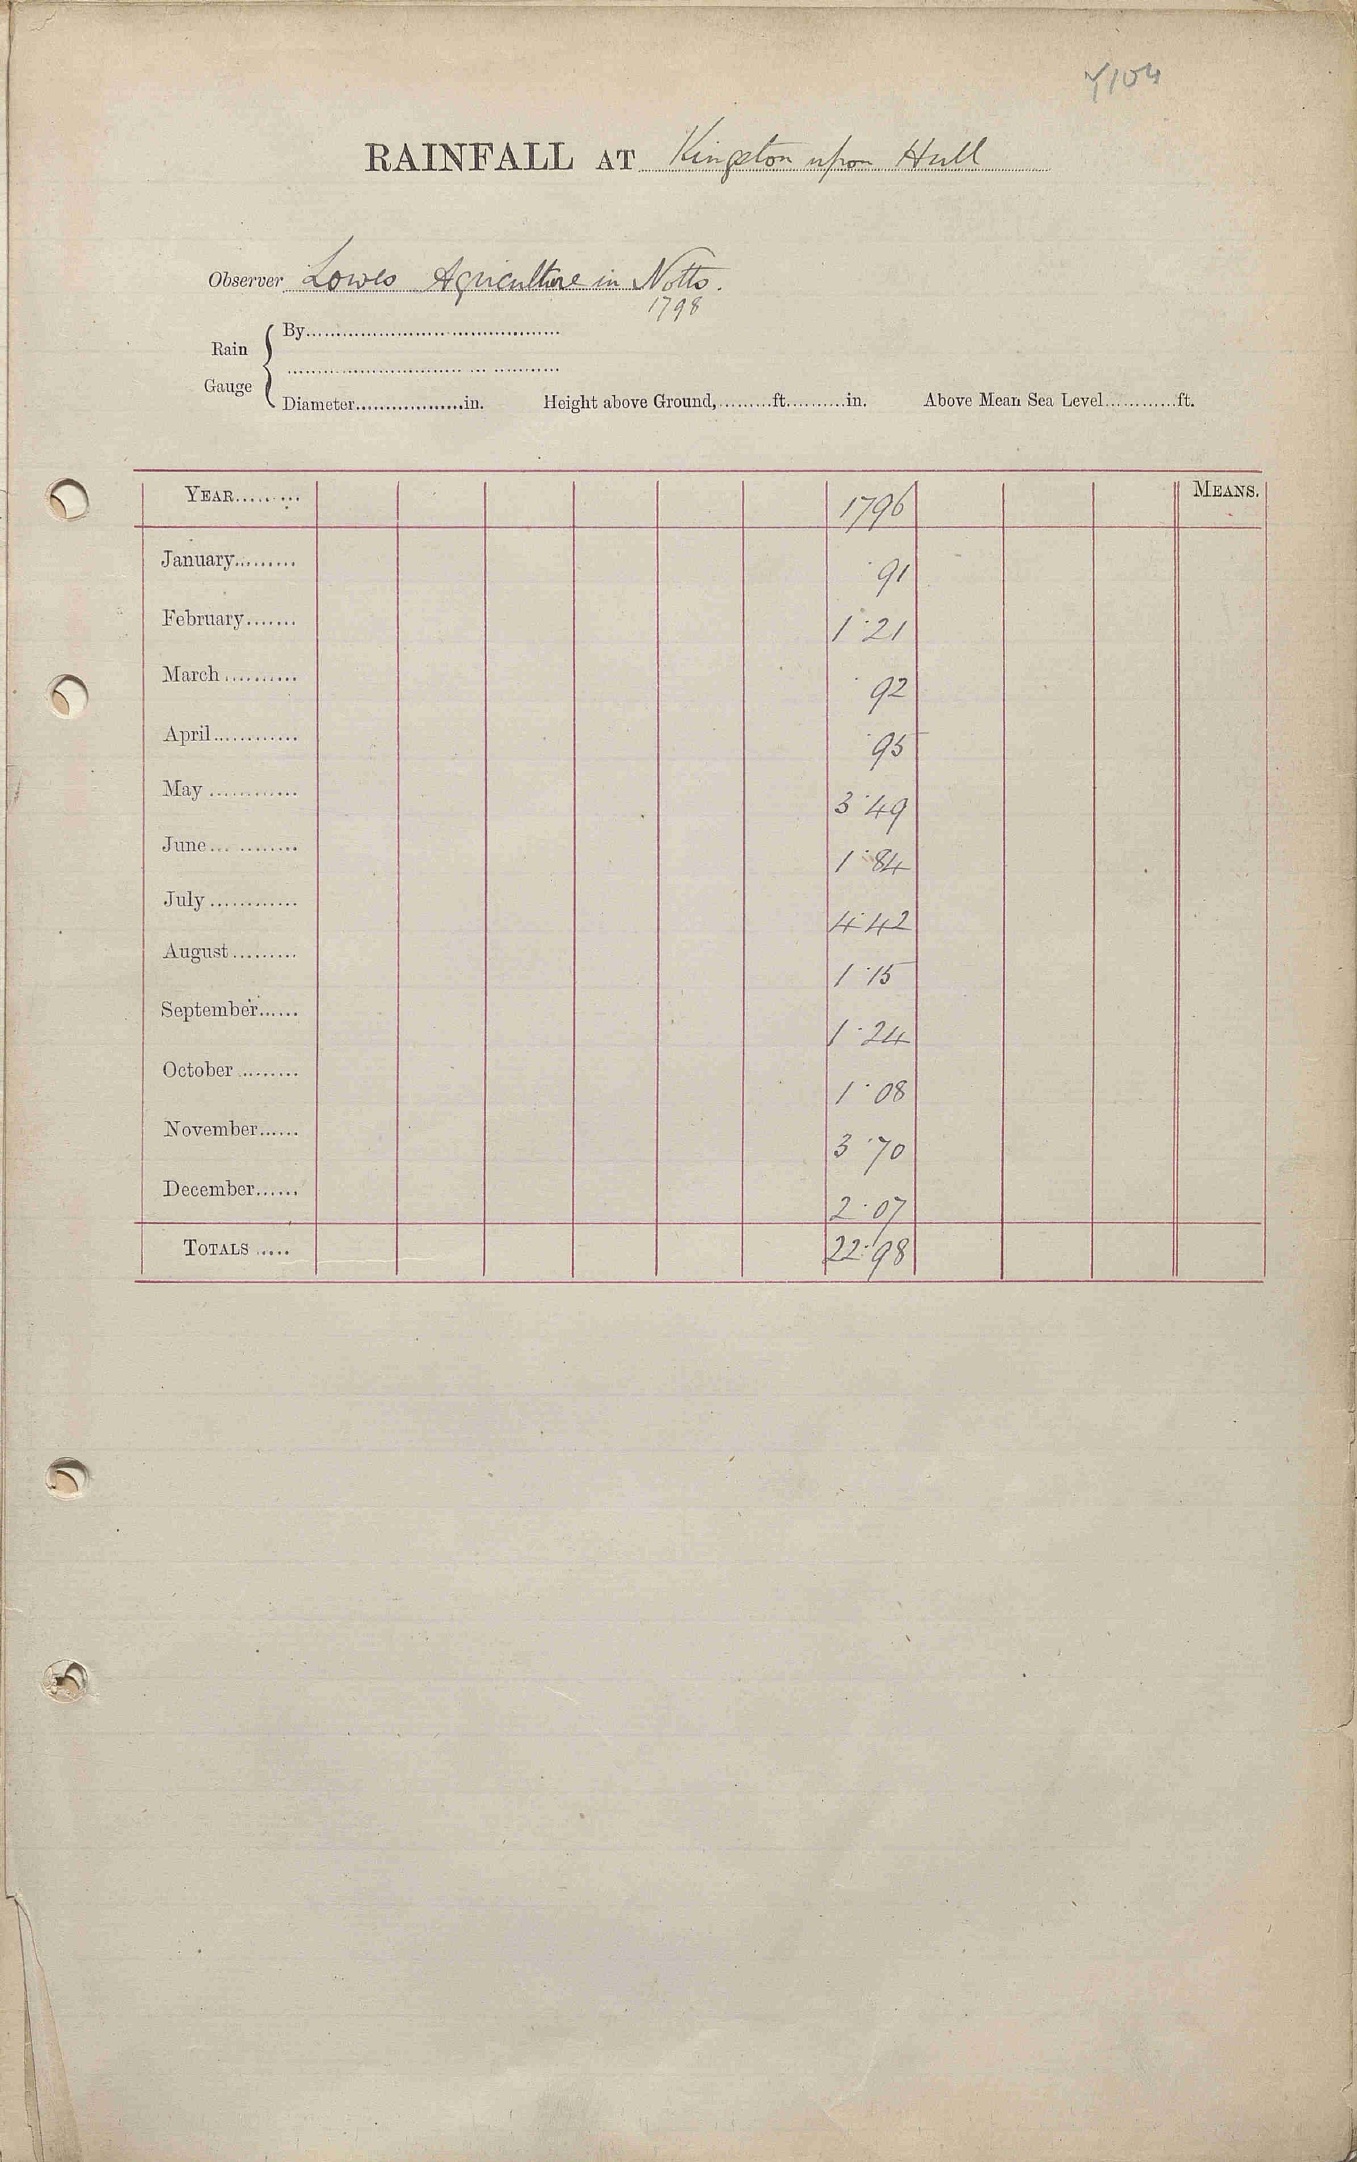 Y104
RAINFALL AT Kingston upon Hull
Observer Lowes Agriculture in Notts.
1798
Rain Gauge
By
Diameter in. Height above Ground, ft. in. Above Mean Sea Level ft.
YEAR 1796 MEANS.
January ·91
February 1·21
March ·92
April ·95
May 3·49
June 1·84
July 4·42
August 1·15
September 1·24
October 1·08
November 3·70
December 2·07
TOTALS 22·98